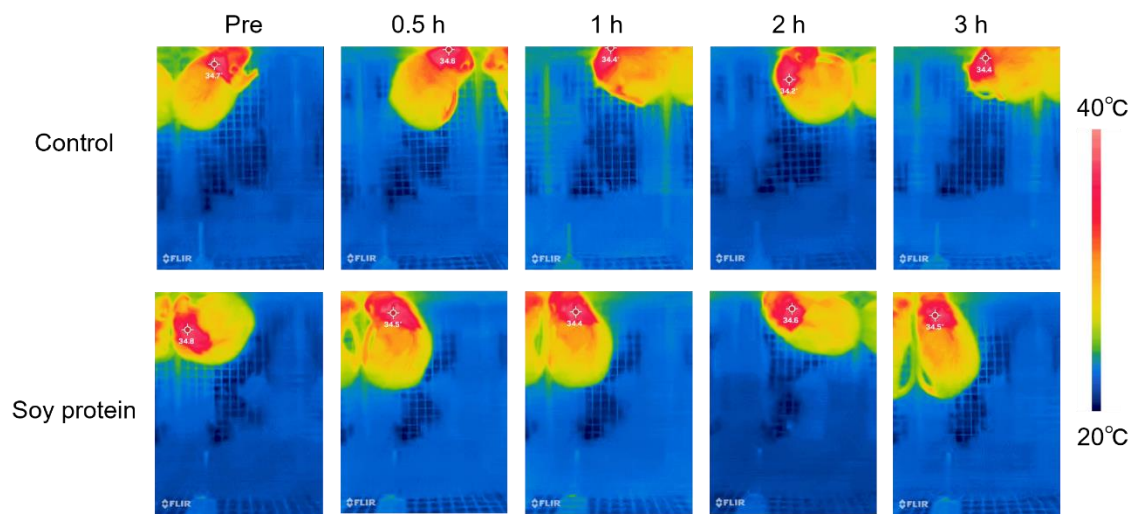 Pre 0.5 h 1 h 2 h 3 h
Control
34.7°
34.6
34.4°
34.2°
34.4
FLIR
FLIR
FLIR
FLIR
FLIR
40℃
20℃
Soy protein
34.8
34.5°
34.4
34.6
34.5°
FLIR
FLIR
FLIR
FLIR
FLIR